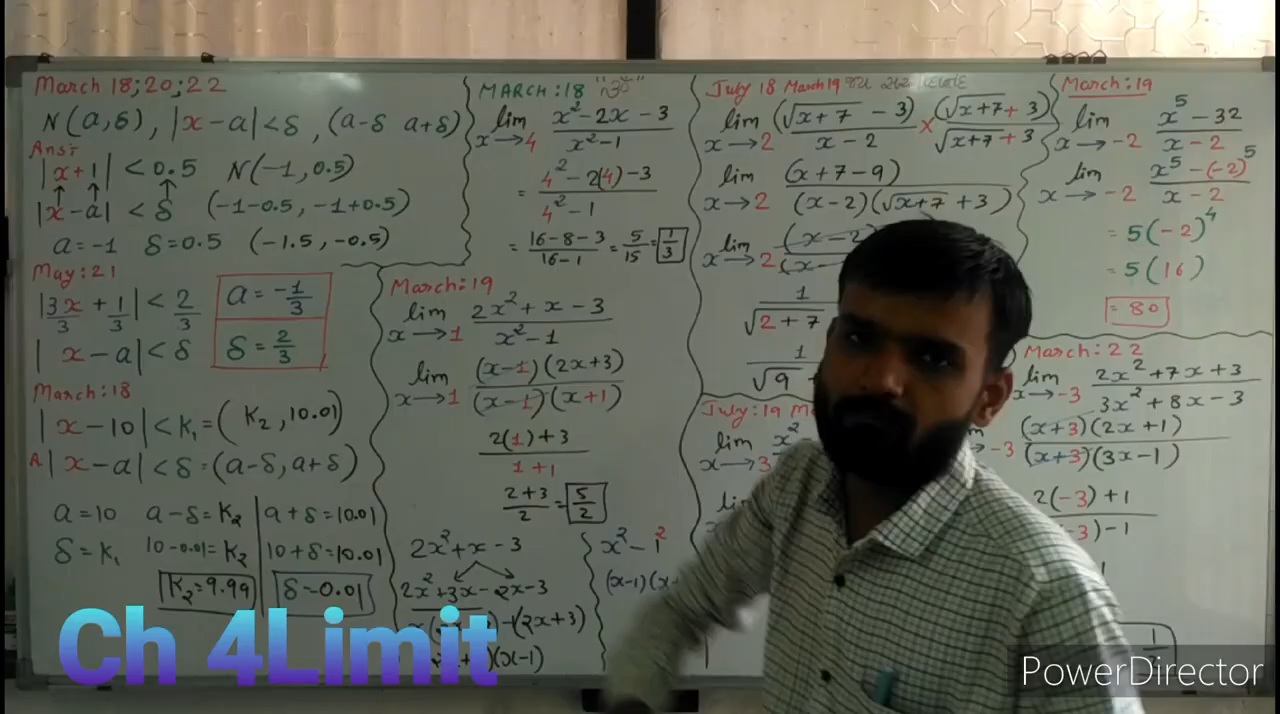 March 18;20;22
N(a,δ), |x-a|<δ, (a-δ a+δ)
Ans:
|x+1| < 0.5 N(-1, 0.5)
|x-a| < δ (-1-0.5, -1+0.5)
a=-1 δ=0.5 (-1.5, -0.5)
May:21
|3x/3 + 1/3| < 2/3 a = -1/3
|x-a| < δ δ = 2/3
March:18
|x-10| < K₁ = (K₂, 10.01)
A |x-a| < δ = (a-δ, a+δ)
a=10 a-δ=K₂ a+δ=10.01
δ=K₁ 10-0.01=K₂ 10+δ=10.01
K₂=9.99 δ=0.01
MARCH:18
lim x→4 (x²-2x-3)/(x²-1)
= (4²-2(4)-3)/(4²-1)
= (16-8-3)/(16-1) = 5/15 = 1/3
March:19
lim x→1 (2x²+x-3)/(x²-1)
lim x→1 (x-1)(2x+3)/(x-1)(x+1)
(2(1)+3)/(1+1)
(2+3)/2 = 5/2
2x²+x-3
2x²+3x-2x-3
-(2x+3)
(x-1)
x²-1²
(x-1)(x
July 18 March19
lim x→2 (√x+7 - 3)/(x-2) × (√x+7+3)/(√x+7+3)
lim x→2 (x+7-9)/(x-2)(√x+7+3)
lim x→2 (x-2)/(x-
1/√2+7
1/√9
July:19
lim x→3 x²
lim
March:19
lim x→-2 (x⁵-32)/(x-2)
lim x→-2 (x⁵-(-2)⁵)/(x-2)
= 5(-2)⁴
= 5(16)
= 80
March:22
lim x→-3 (2x²+7x+3)/(3x²+8x-3)
-3 (x+3)(2x+1)/(x+3)(3x-1)
2(-3)+1
-3)-1
Ch 4Limit
PowerDirector